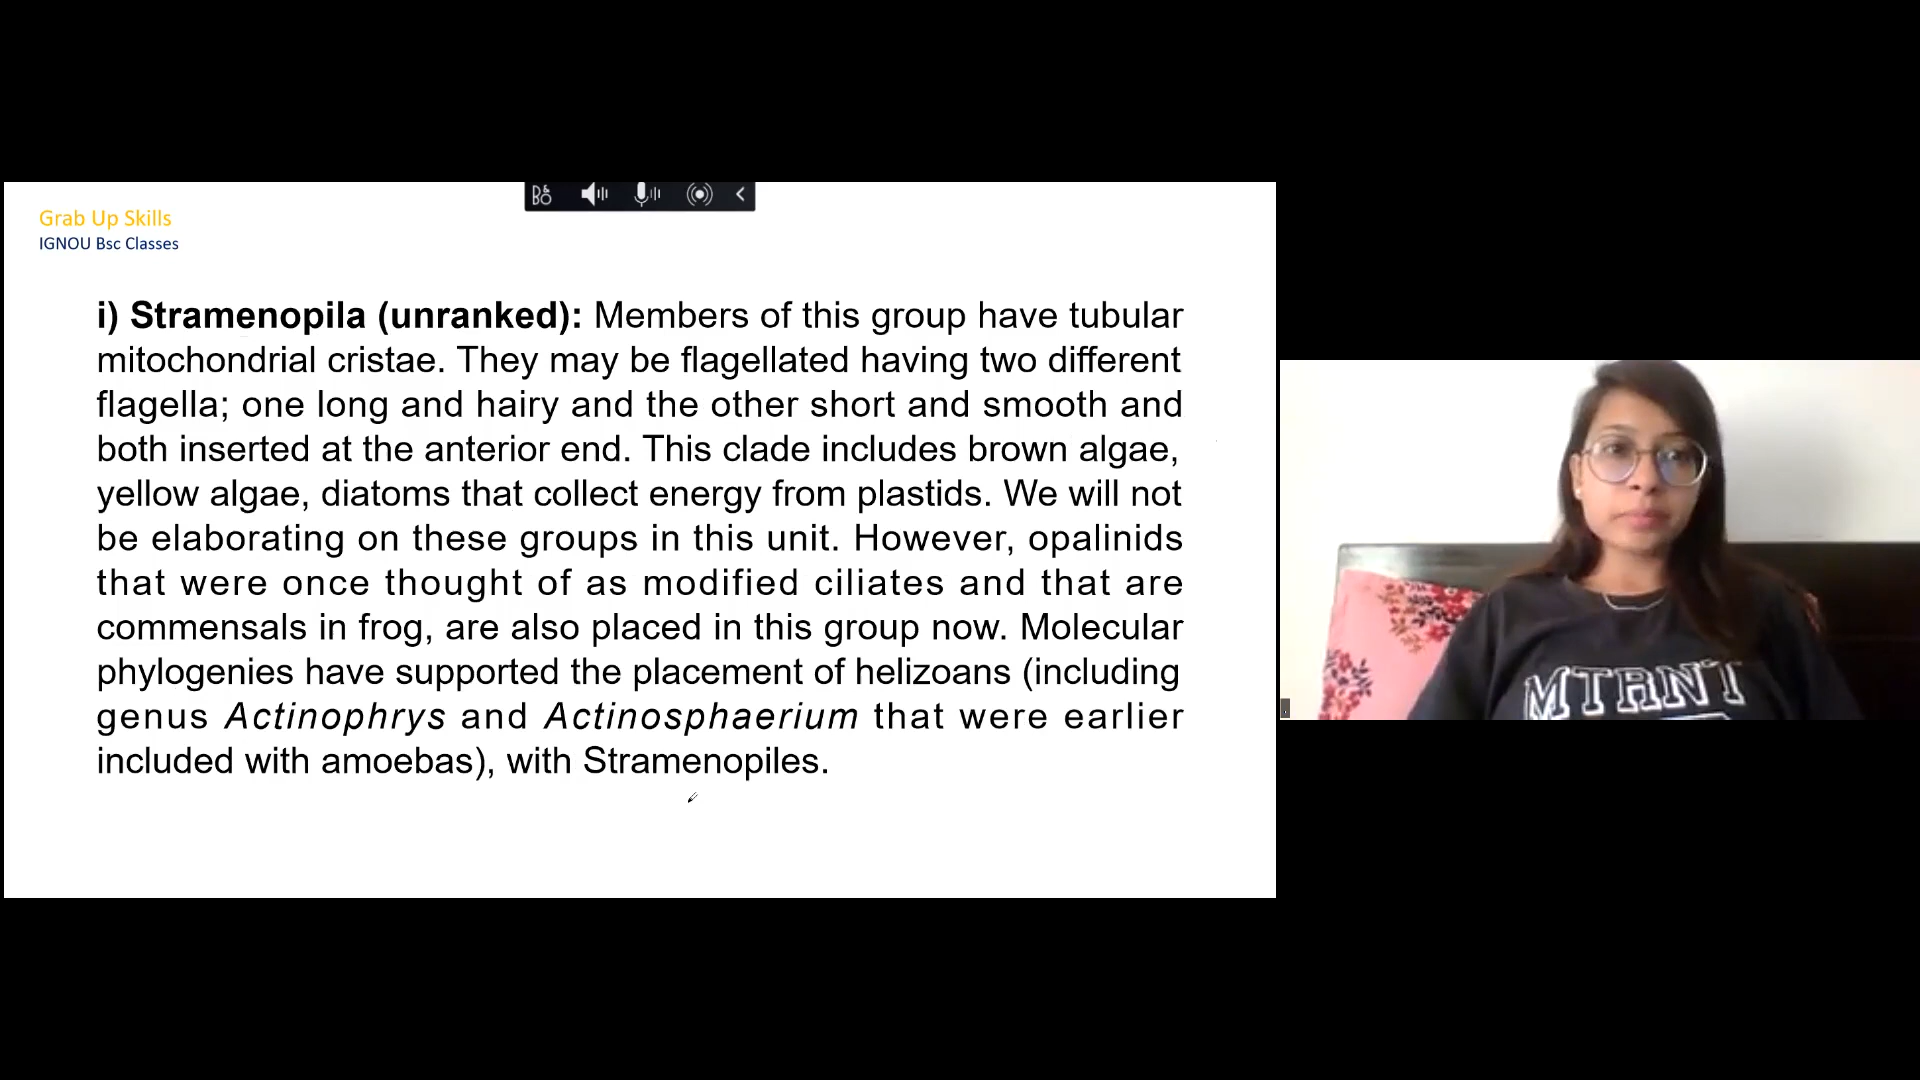 Grab Up Skills
IGNOU Bsc Classes
i) Stramenopila (unranked): Members of this group have tubular
mitochondrial cristae. They may be flagellated having two different
flagella; one long and hairy and the other short and smooth and
both inserted at the anterior end. This clade includes brown algae,
yellow algae, diatoms that collect energy from plastids. We will not
be elaborating on these groups in this unit. However, opalinids
that were once thought of as modified ciliates and that are
commensals in frog, are also placed in this group now. Molecular
phylogenies have supported the placement of helizoans (including
genus Actinophrys and Actinosphaerium that were earlier
included with amoebas), with Stramenopiles.
MTRNT